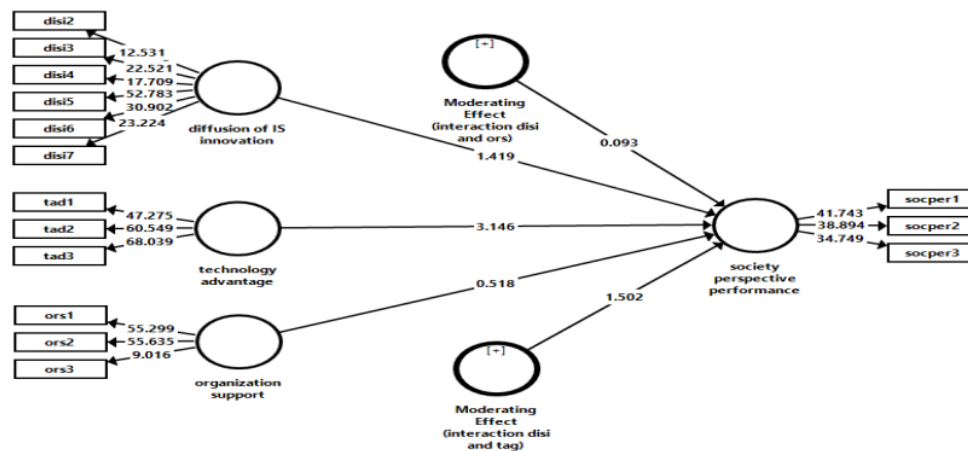 disi2
disi3
disi4
disi5
disi6
disi7
12.531
22.521
17.709
52.783
30.902
23.224
diffusion of IS
innovation
[+]
Moderating
Effect
(interaction disi
and ors)
0.093
1.419
tad1
tad2
tad3
47.275
60.549
68.039
technology
advantage
3.146
society
perspective
performance
41.743
38.894
34.749
socper1
socper2
socper3
0.518
1.502
ors1
ors2
ors3
55.299
55.635
9.016
organization
support
[+]
Moderating
Effect
(interaction disi
and tag)